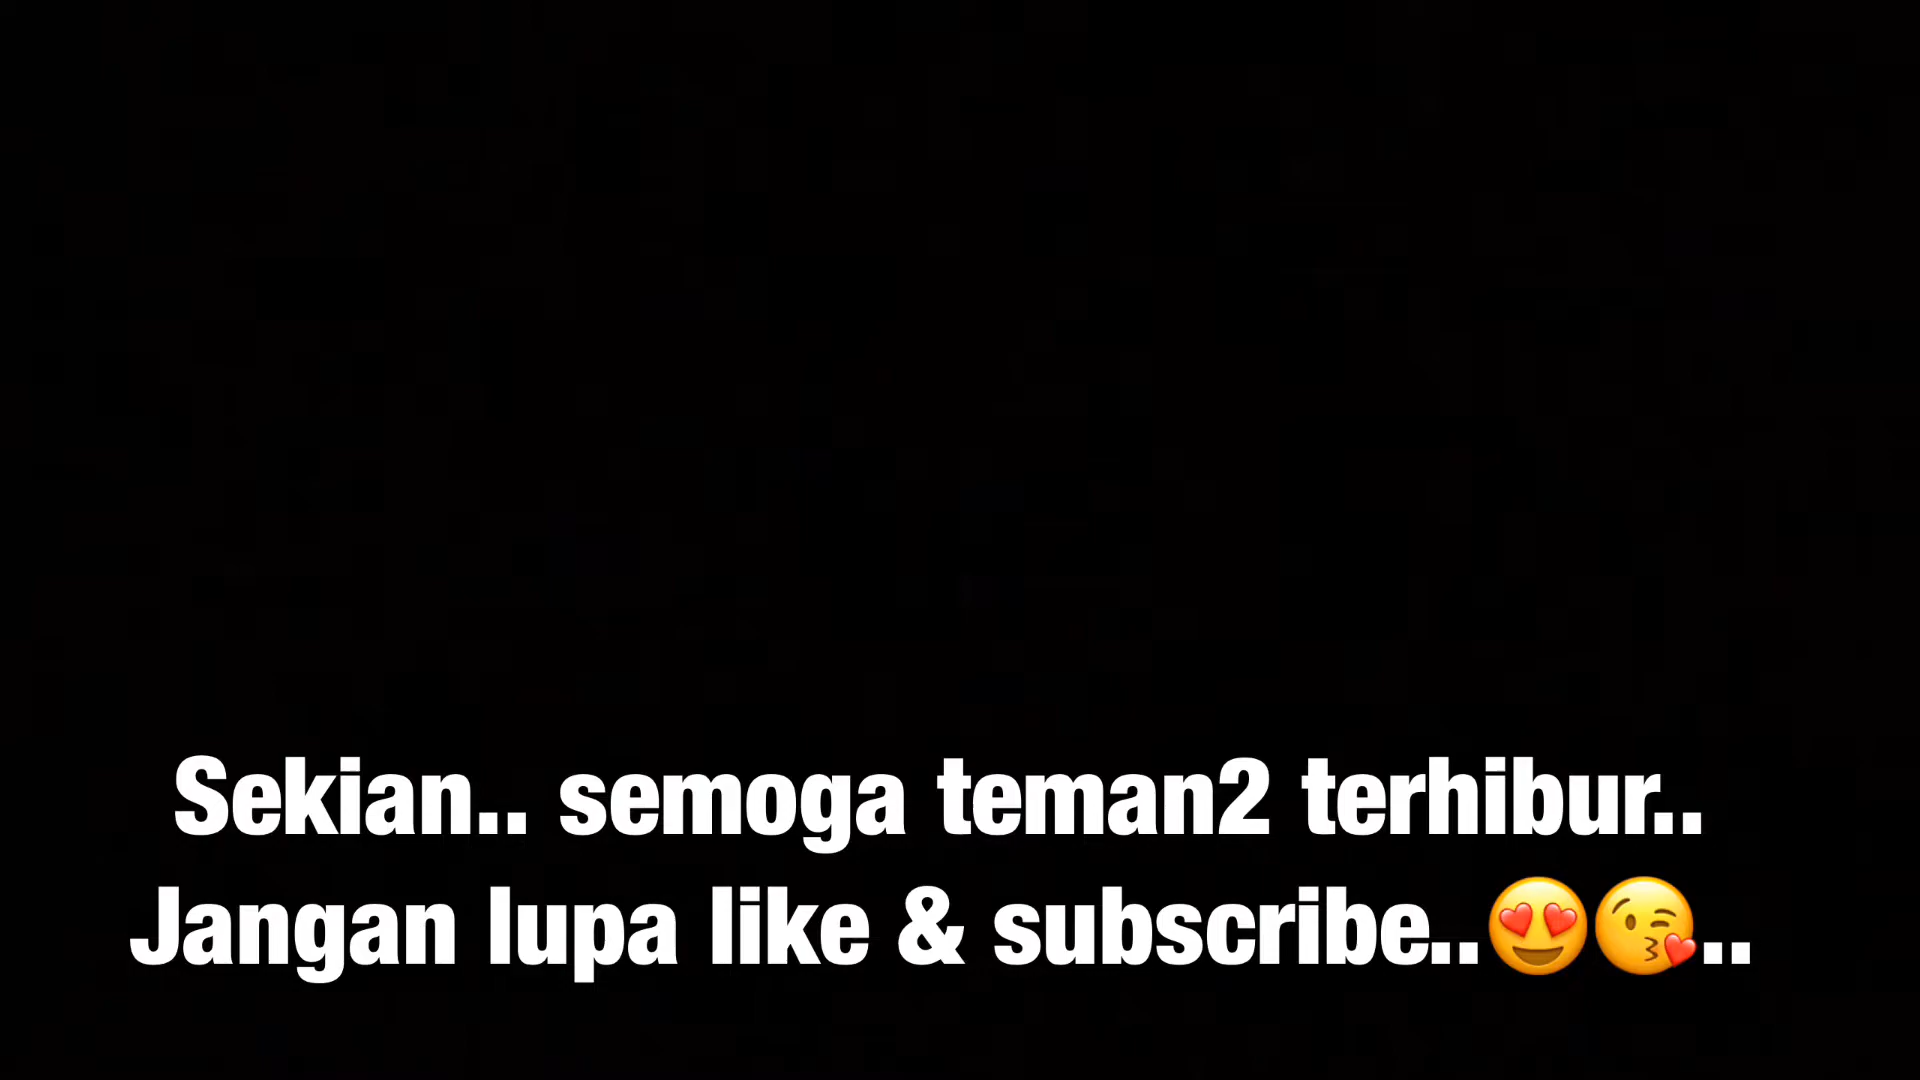 Sekian.. semoga teman2 terhibur..
Jangan lupa like & subscribe..😍😘..